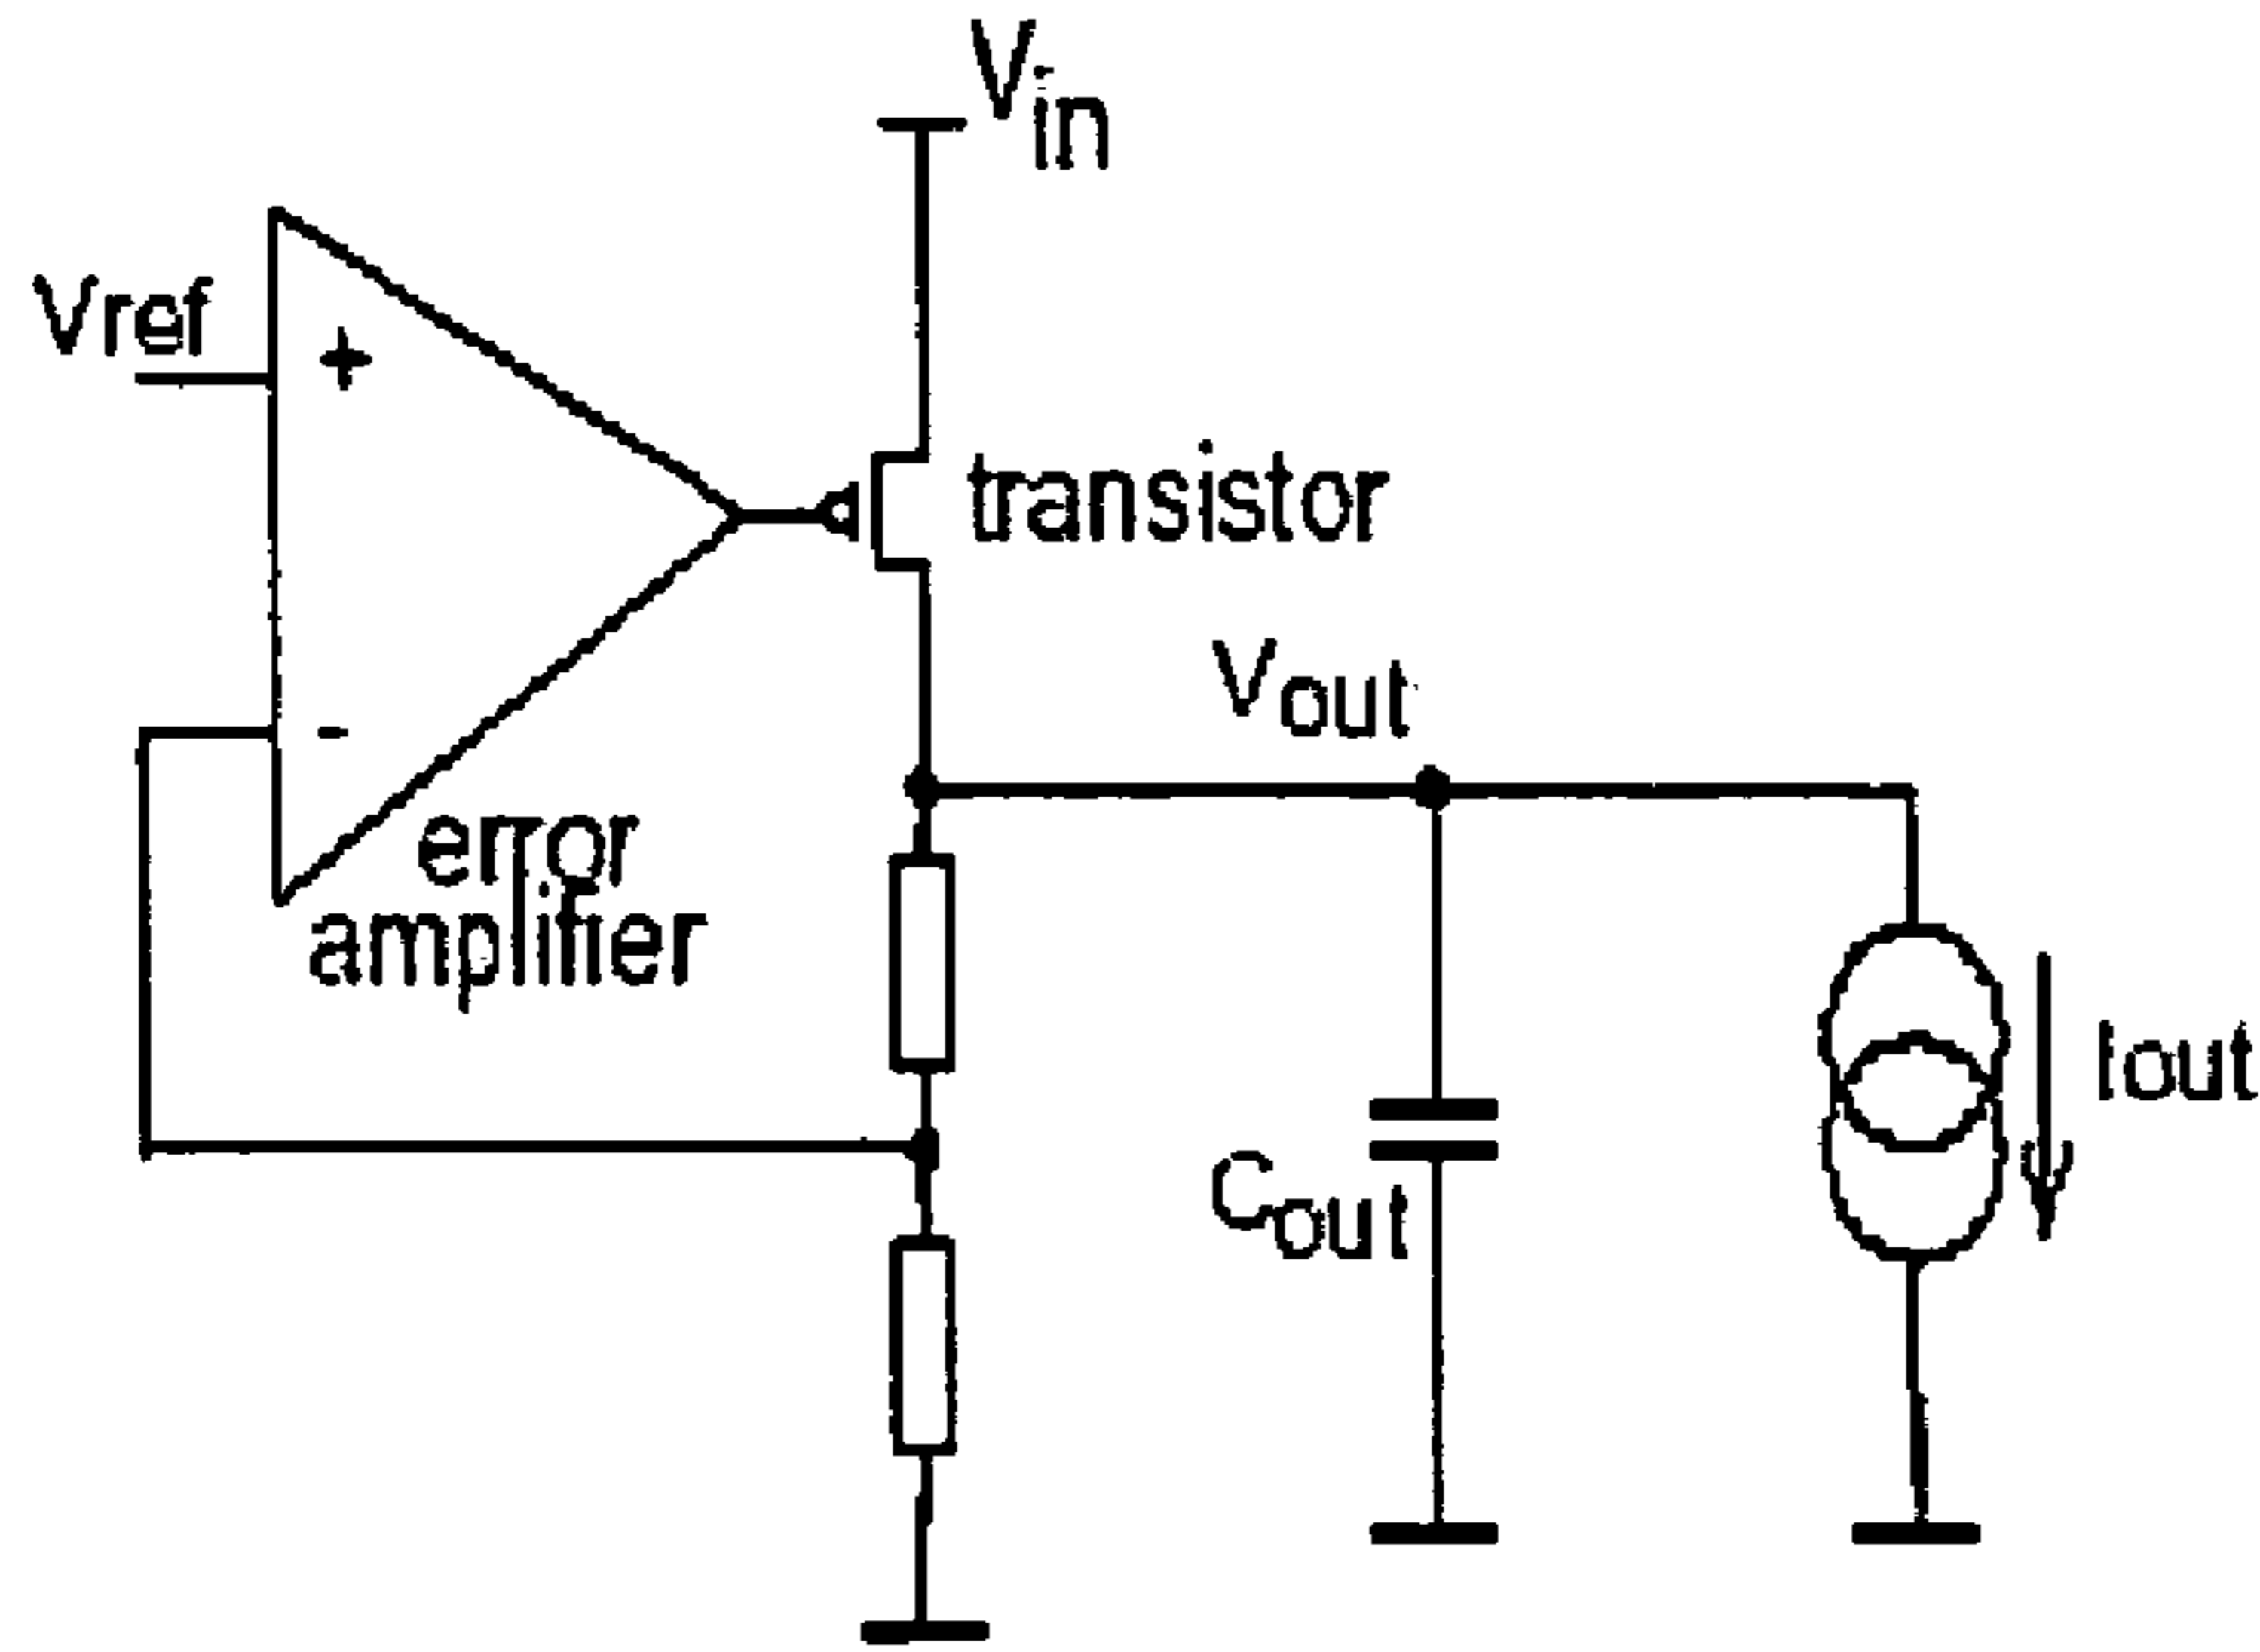 Vin
Vref
+
transistor
Vout
-
error
amplifier
Iout
Cout